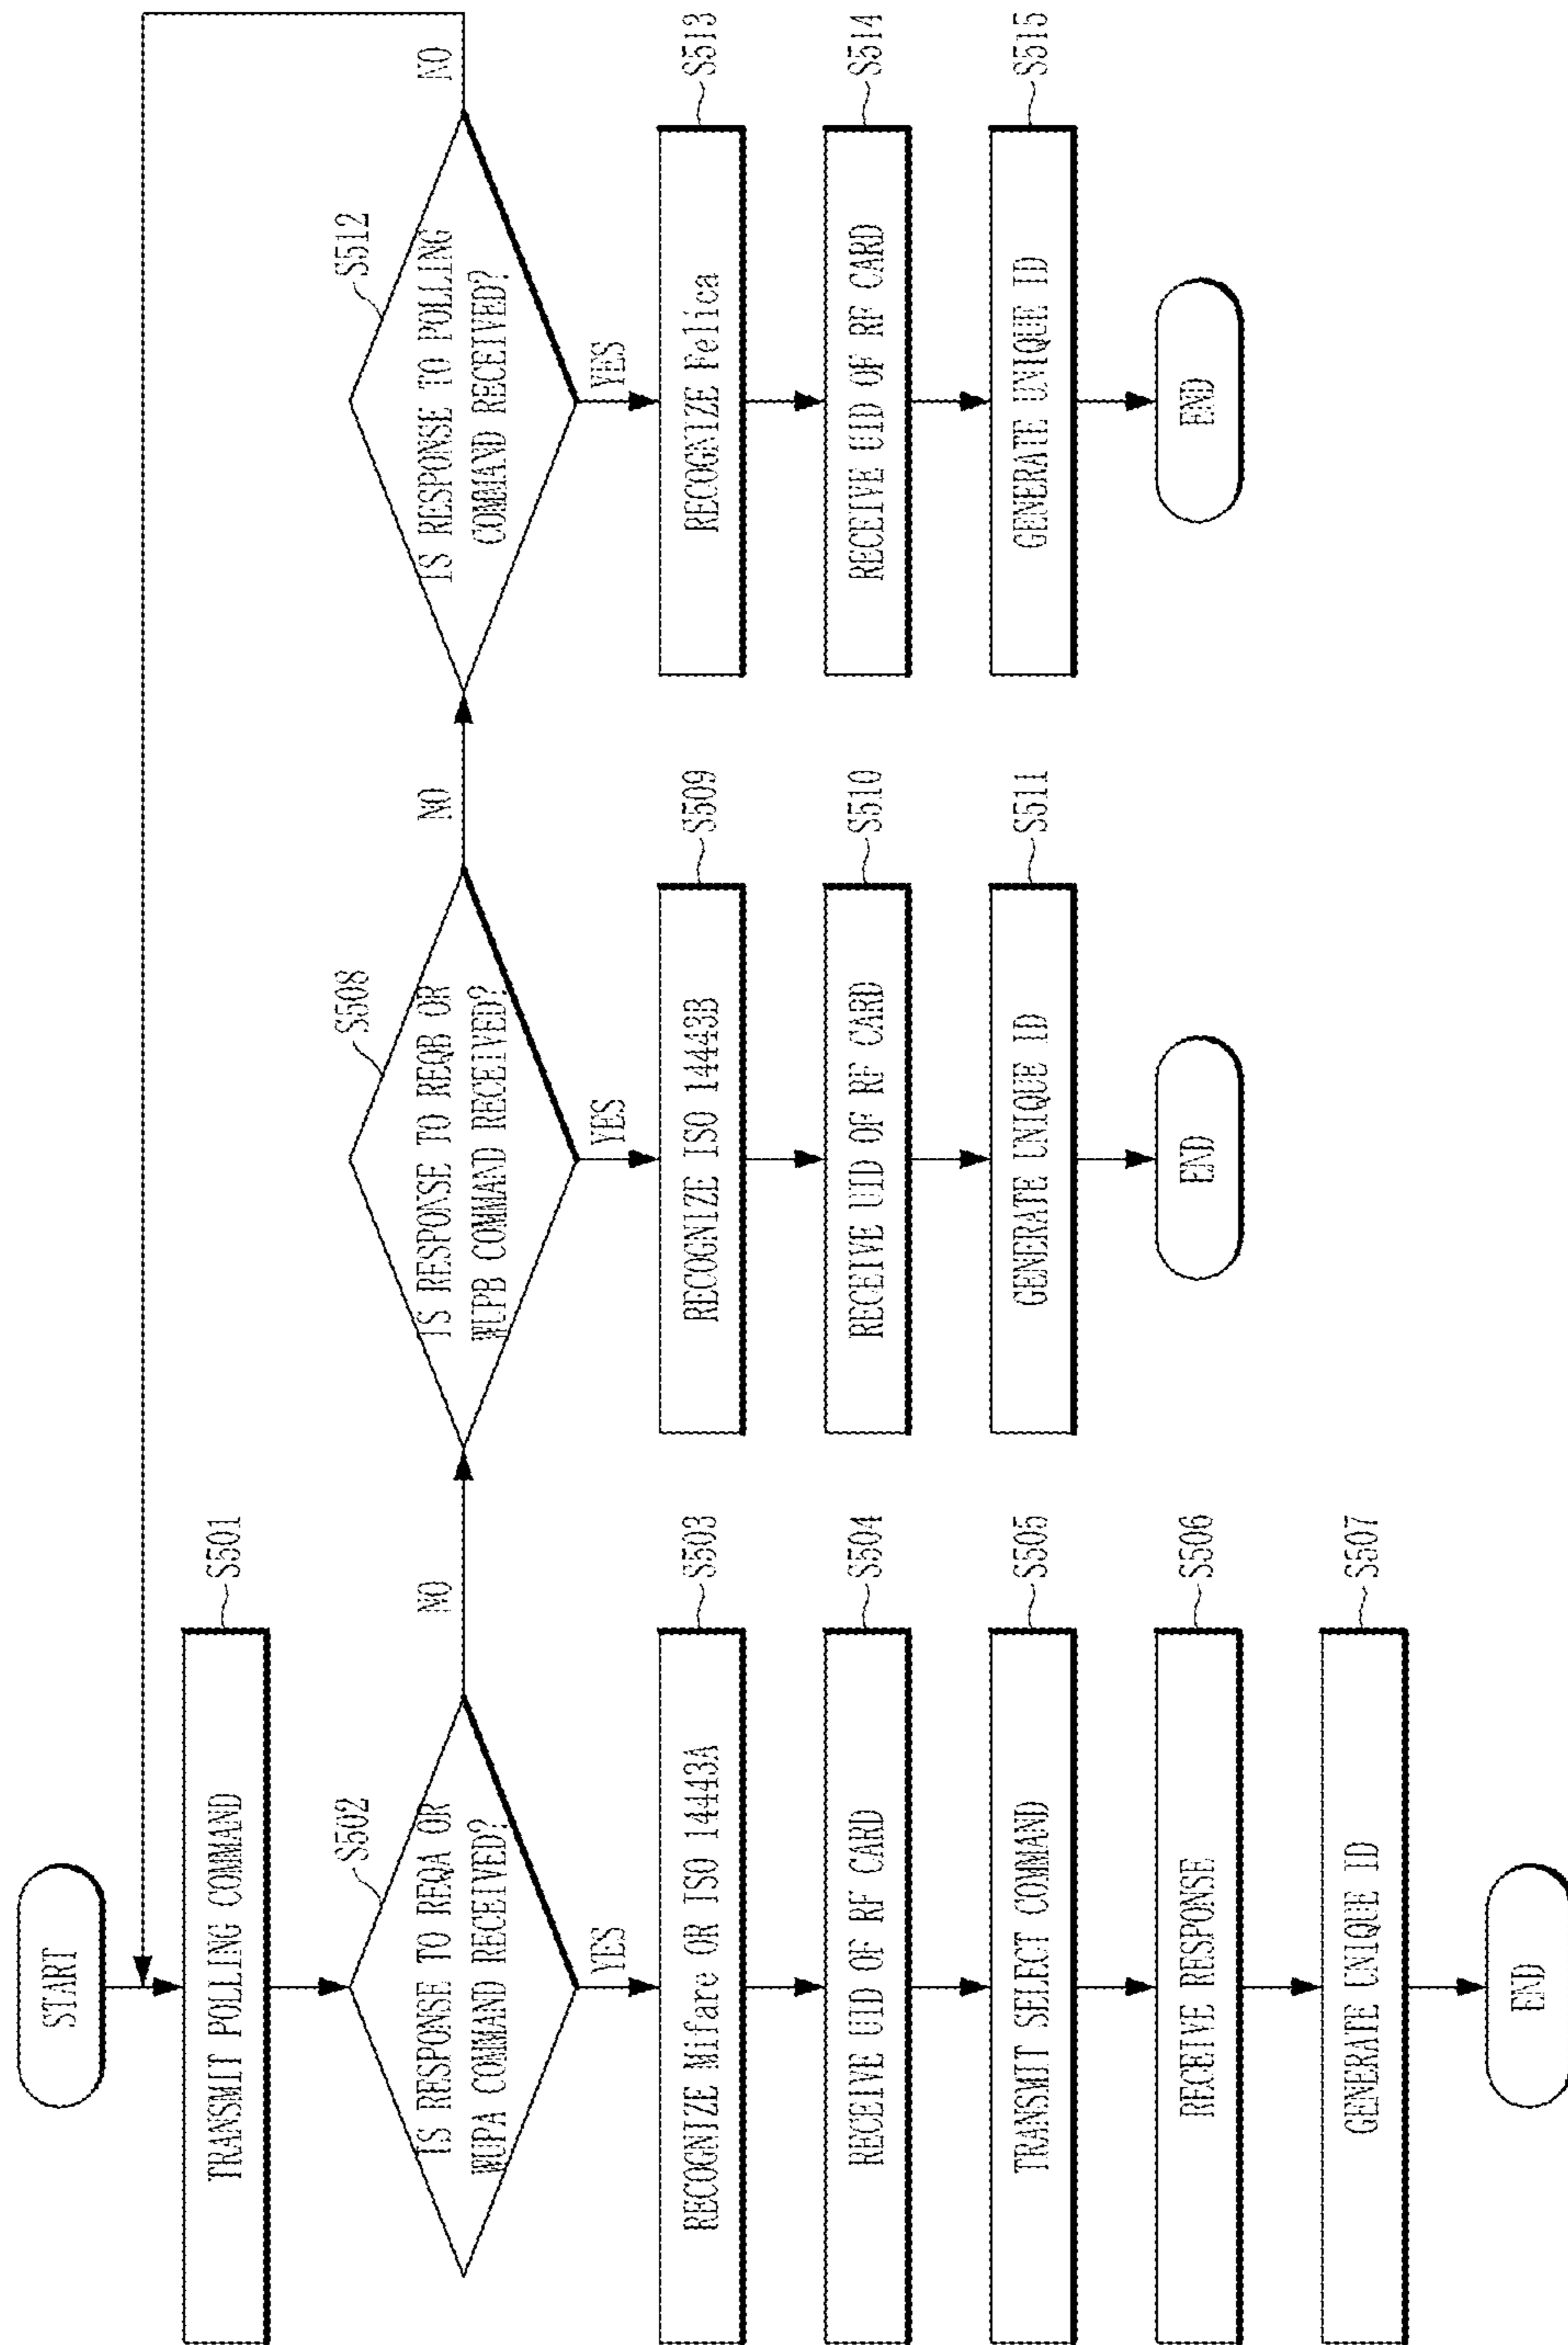 START
TRANSMIT POLLING COMMAND
S501
IS RESPONSE TO REQA OR
WUPA COMMAND RECEIVED?
S502
NO
YES
RECOGNIZE Mifare OR ISO 14443A
S503
RECEIVE UID OF RF CARD
S504
TRANSMIT SELECT COMMAND
S505
RECEIVE RESPONSE
S506
GENERATE UNIQUE ID
S507
END
IS RESPONSE TO REQB OR
WUPB COMMAND RECEIVED?
S508
NO
YES
RECOGNIZE ISO 14443B
S509
RECEIVE UID OF RF CARD
S510
GENERATE UNIQUE ID
S511
END
IS RESPONSE TO POLLING
COMMAND RECEIVED?
S512
NO
YES
RECOGNIZE Felica
S513
RECEIVE UID OF RF CARD
S514
GENERATE UNIQUE ID
S515
END